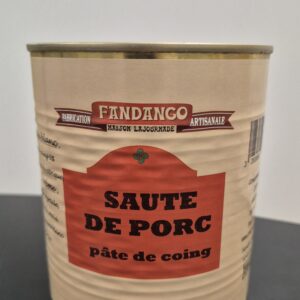 FANDANGO
FABRICATION ARTISANALE
MAISON LAJOURNADE
SAUTE
DE PORC
pâte de coing